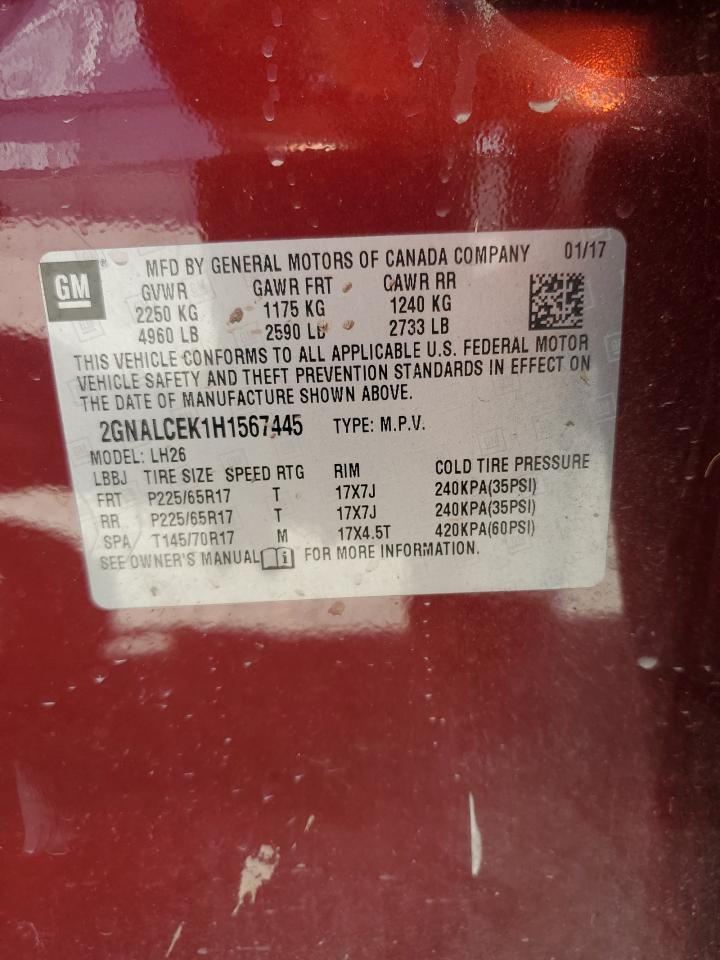 GM
MFD BY GENERAL MOTORS OF CANADA COMPANY 01/17
GVWR GAWR FRT GAWR RR
2250 KG 1175 KG 1240 KG
4960 LB 2590 LB 2733 LB
THIS VEHICLE CONFORMS TO ALL APPLICABLE U.S. FEDERAL MOTOR
VEHICLE SAFETY AND THEFT PREVENTION STANDARDS IN EFFECT ON
THE DATE OF MANUFACTURE SHOWN ABOVE.
2GNALCEK1H1567445 TYPE: M.P.V.
MODEL: LH26
LBBJ TIRE SIZE SPEED RTG RIM COLD TIRE PRESSURE
FRT P225/65R17 T 17X7J 240KPA(35PSI)
RR P225/65R17 T 17X7J 240KPA(35PSI)
SPA T145/70R17 M 17X4.5T 420KPA(60PSI)
SEE OWNER'S MANUAL FOR MORE INFORMATION.